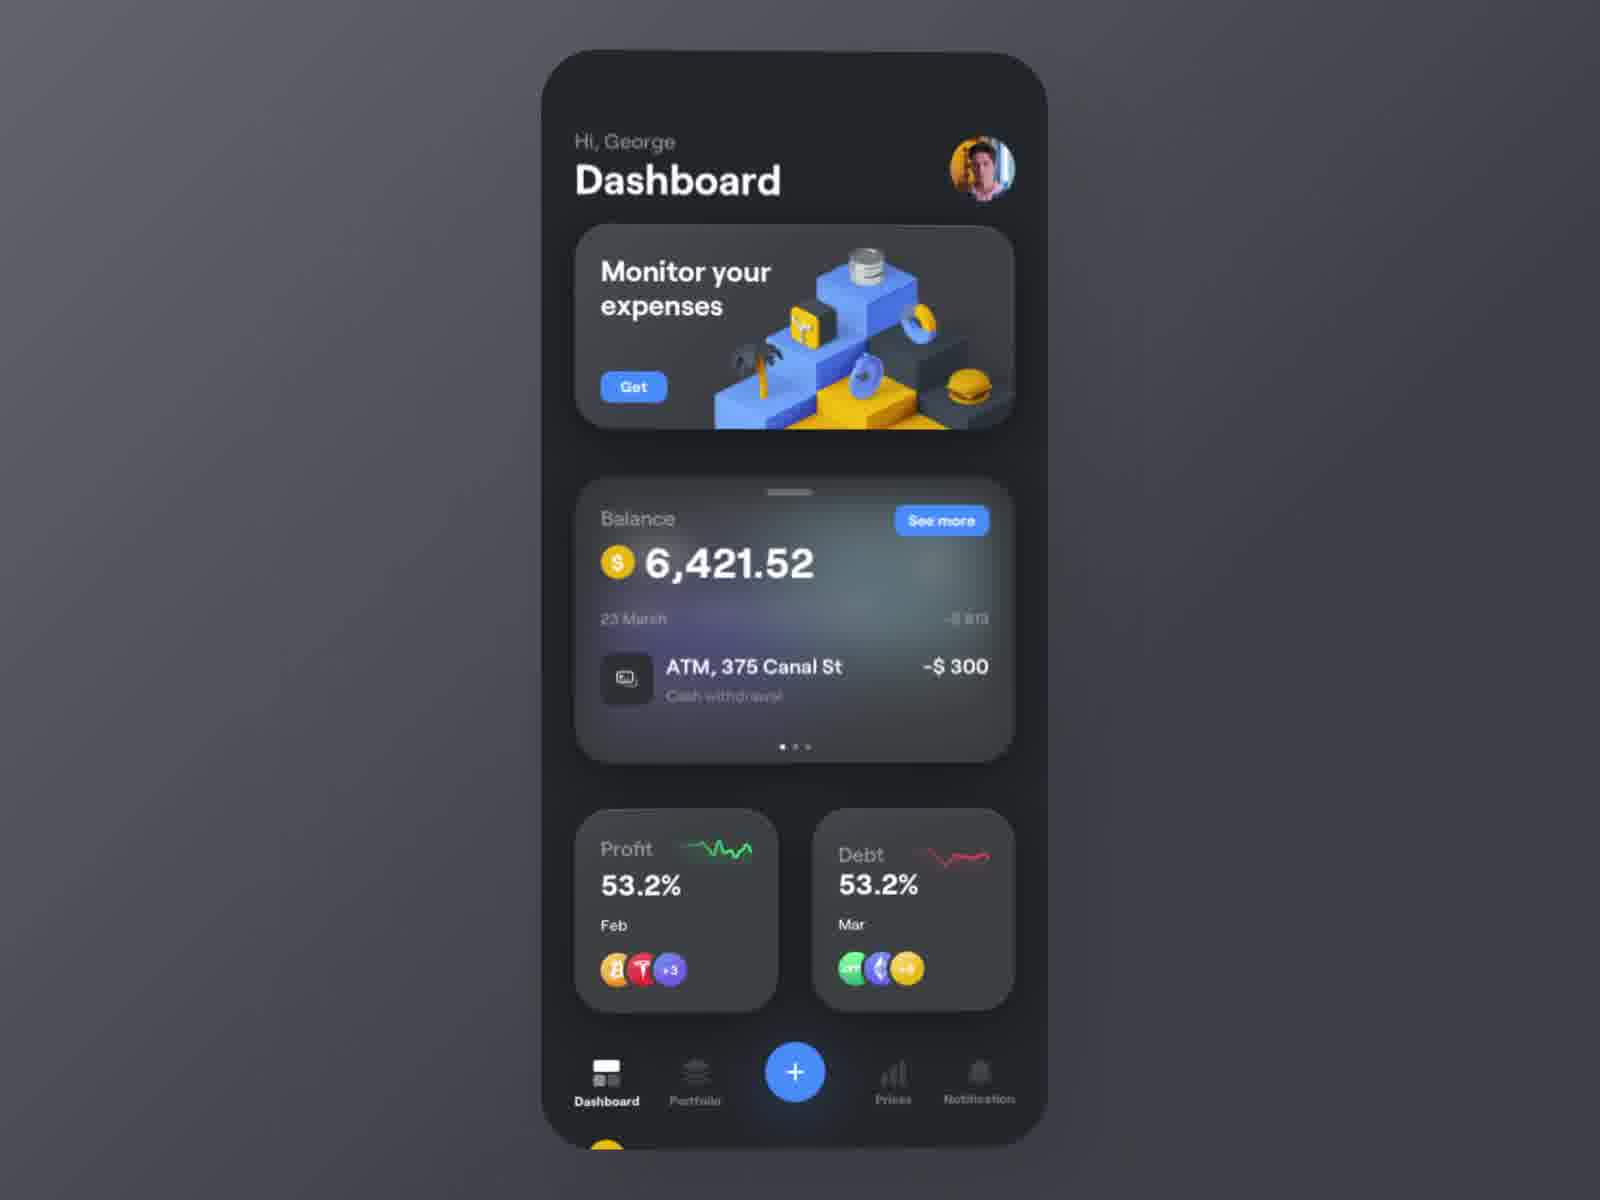 Hi, George
Dashboard
Monitor your
expenses
Get
Balance
See more
$ 6,421.52
23 March
-$ 813
ATM, 375 Canal St
-$ 300
Cash withdrawal
Profit
53.2%
Feb
+3
Debt
53.2%
Mar
Dashboard
Portfolio
+
Prices
Notification